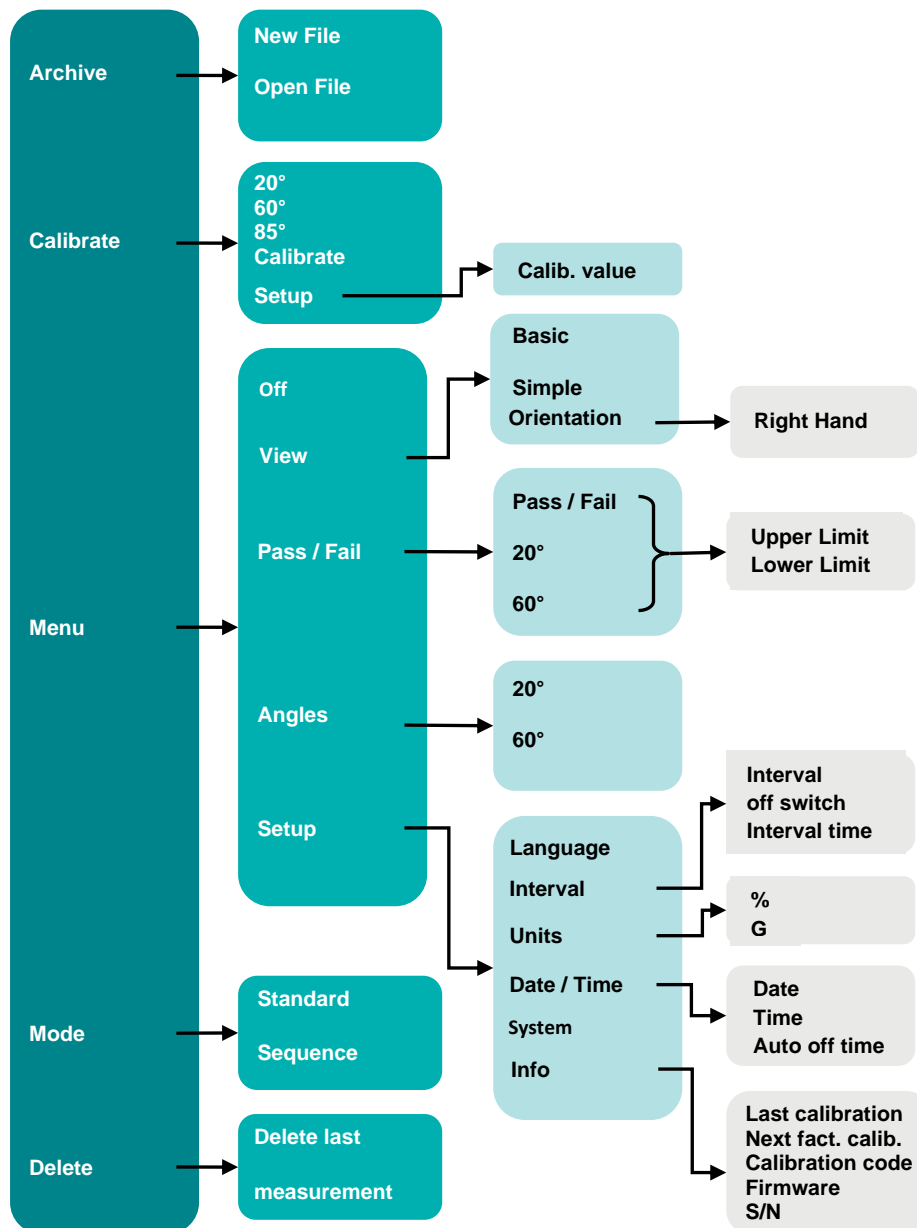 Archive
New File
Open File
Calibrate
20°
60°
85°
Calibrate
Setup
Calib. value
Menu
Off
View
Basic
Simple
Orientation
Right Hand
Pass / Fail
Pass / Fail
20°
60°
Upper Limit
Lower Limit
Angles
20°
60°
Setup
Language
Interval
Interval
off switch
Interval time
Units
%
G
Date / Time
Date
Time
Auto off time
System
Info
Last calibration
Next fact. calib.
Calibration code
Firmware
S/N
Mode
Standard
Sequence
Delete
Delete last
measurement